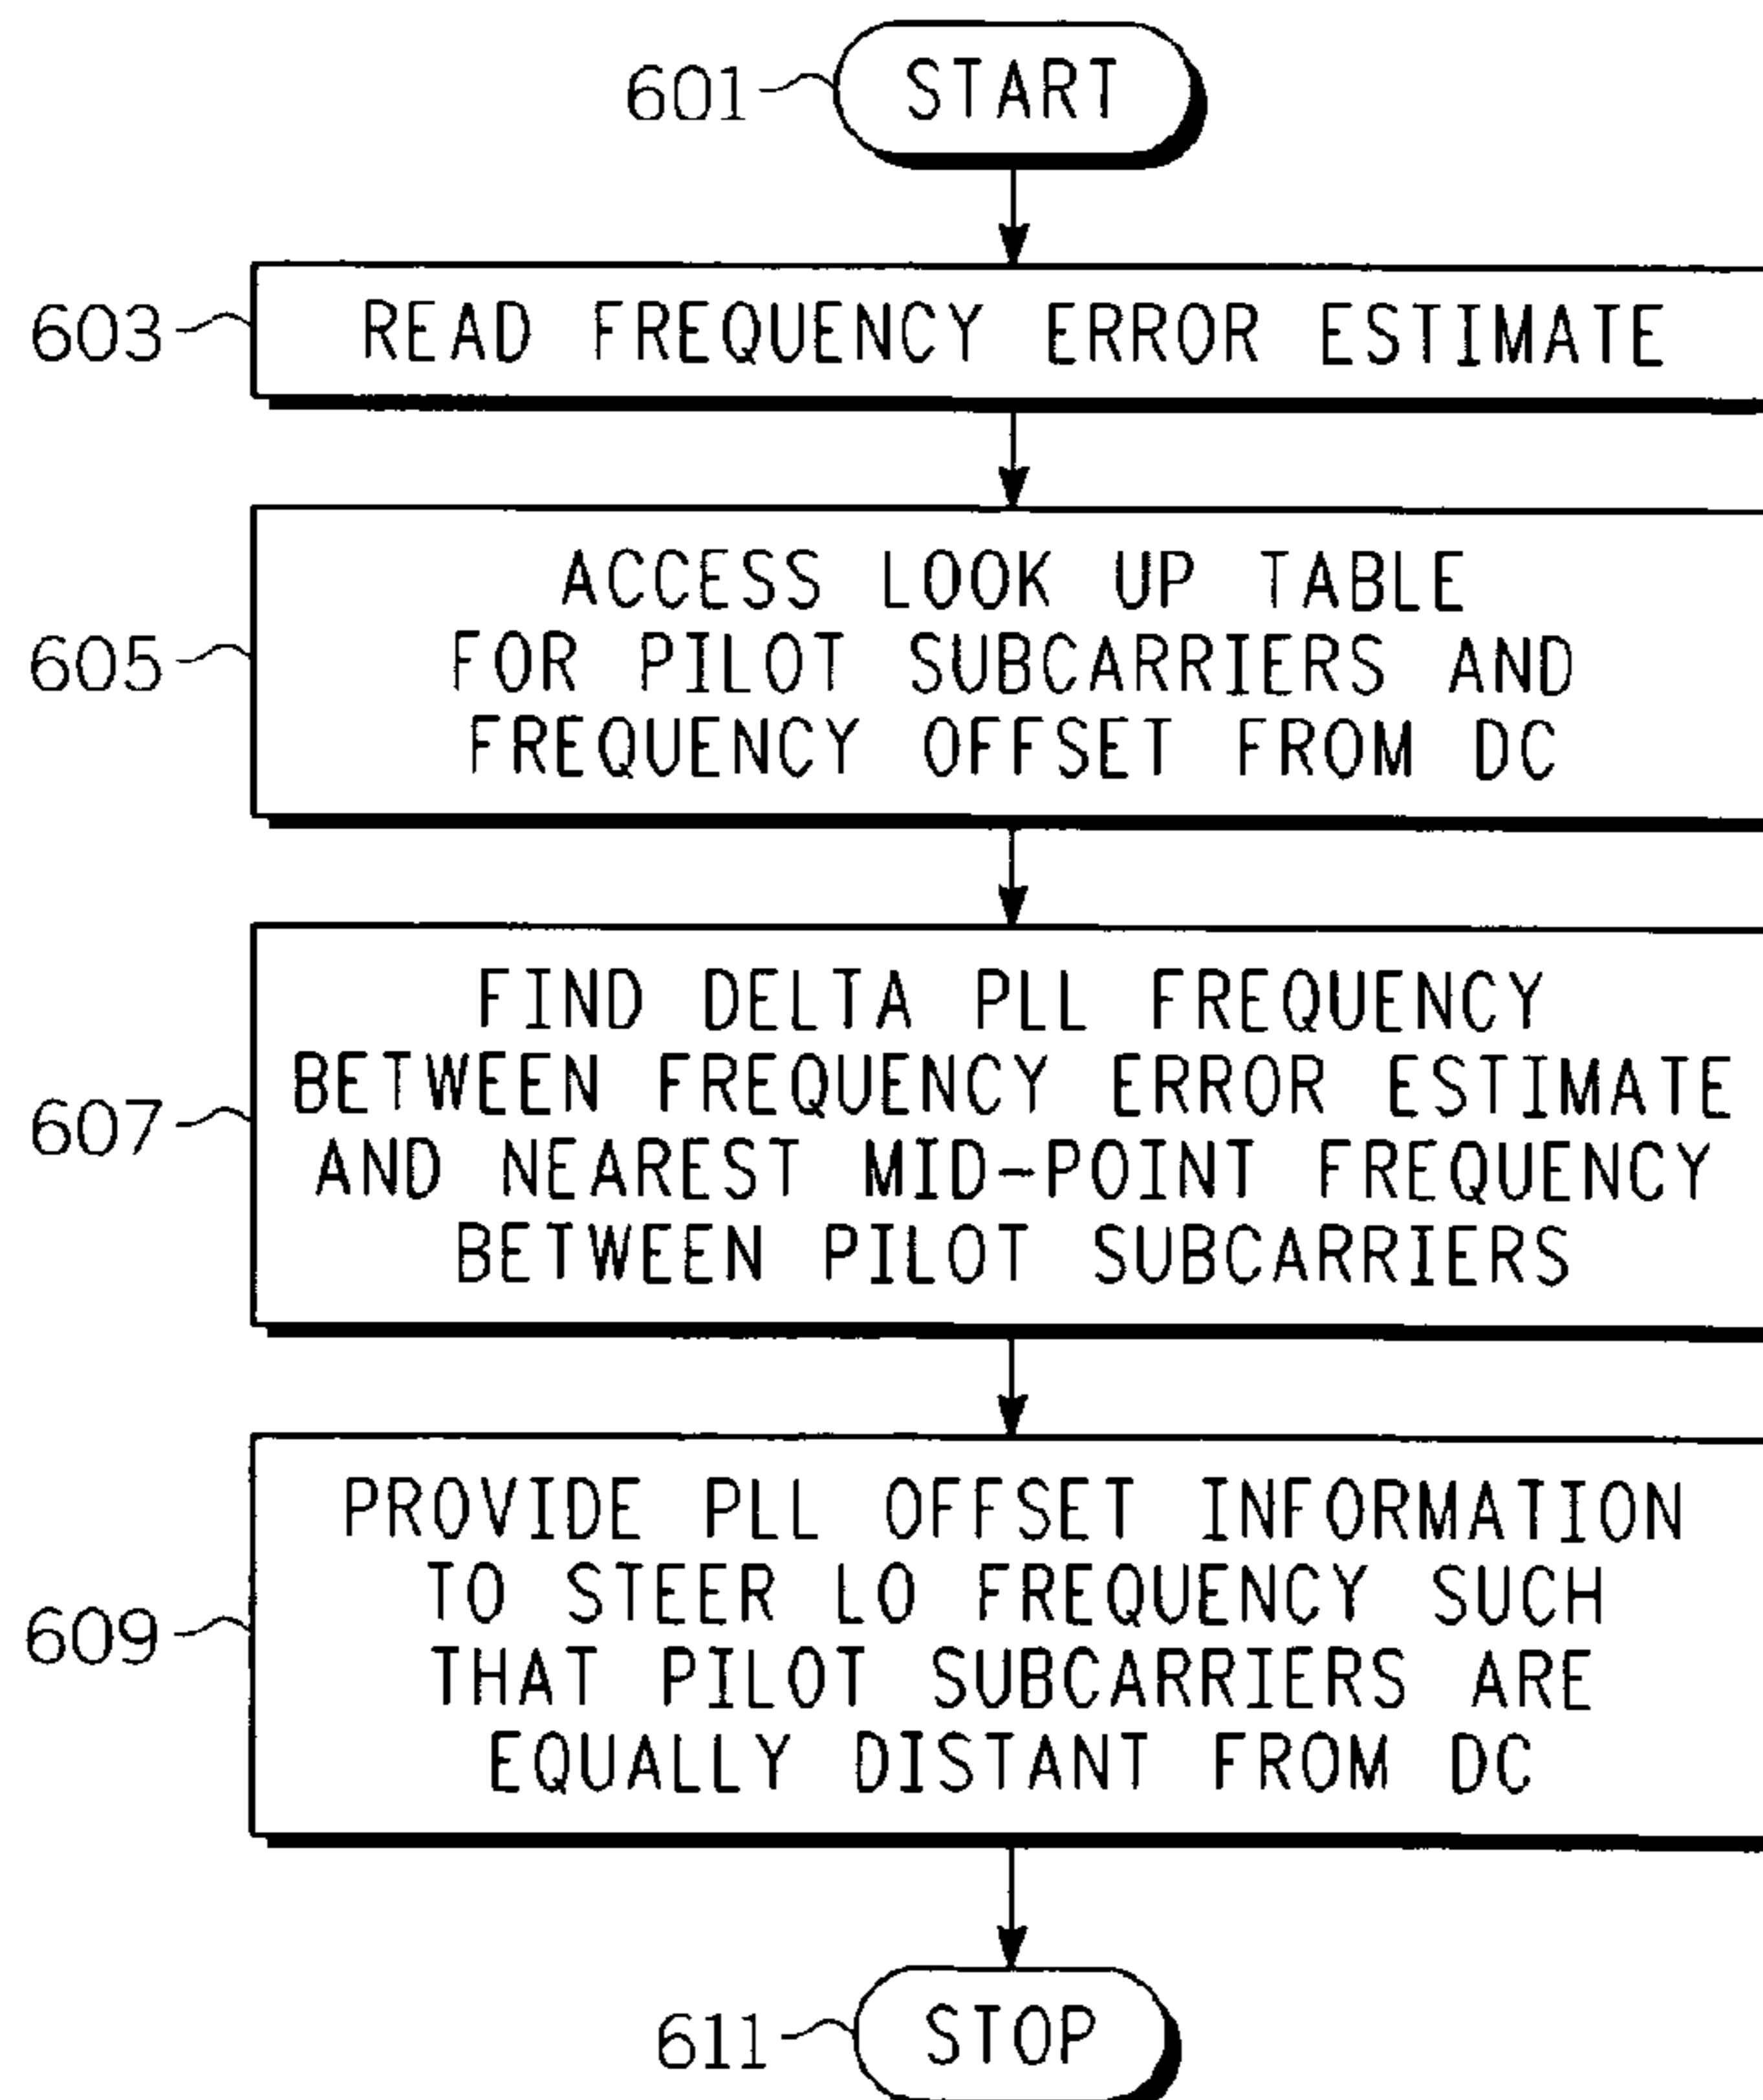 601
START
603
READ FREQUENCY ERROR ESTIMATE
605
ACCESS LOOK UP TABLE
FOR PILOT SUBCARRIERS AND
FREQUENCY OFFSET FROM DC
607
FIND DELTA PLL FREQUENCY
BETWEEN FREQUENCY ERROR ESTIMATE
AND NEAREST MID-POINT FREQUENCY
BETWEEN PILOT SUBCARRIERS
609
PROVIDE PLL OFFSET INFORMATION
TO STEER LO FREQUENCY SUCH
THAT PILOT SUBCARRIERS ARE
EQUALLY DISTANT FROM DC
611
STOP